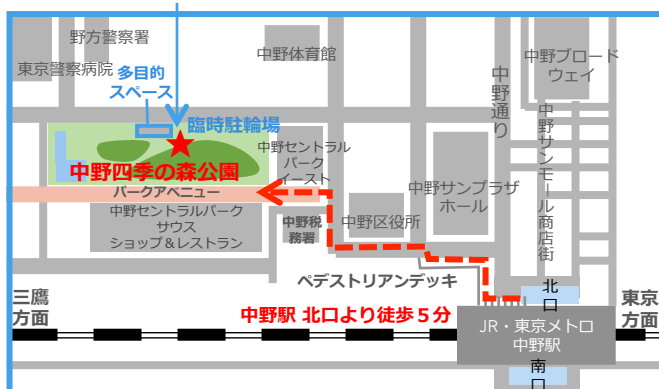 野方警察署
東京警察病院
中野体育館
中野ブロード
ウェイ
中野通り
多目的
スペース
臨時駐輪場
中野サンモール商店街
中野四季の森公園
中野セントラル
パーク
イースト
パークアベニュー
中野サンプラザ
ホール
中野セントラルパーク
サウス
ショップ&レストラン
中野税
務署
中野区役所
ペデストリアンデッキ
三鷹
方面
中野駅 北口より徒歩5分
北口
JR・東京メトロ
中野駅
東京
方面
南口